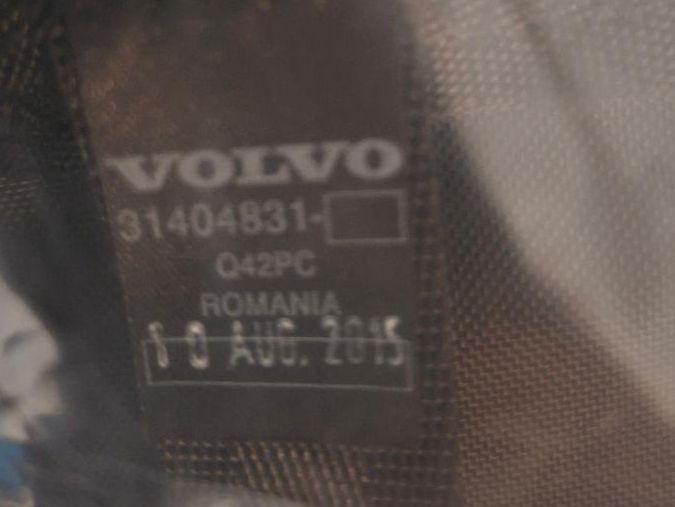 VOLVO
31404831-
Q42PC
ROMANIA
10 AUG. 2015